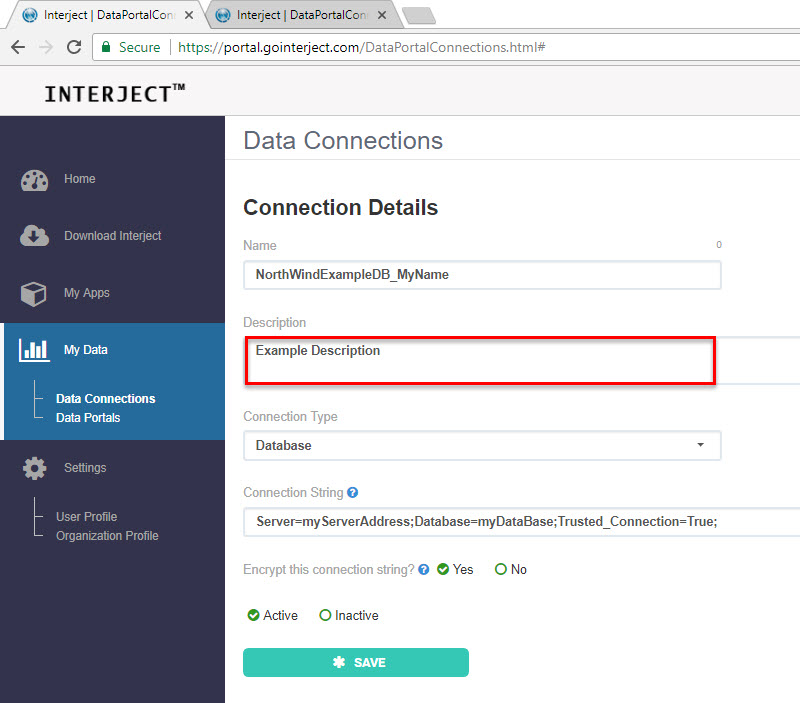 Interject | DataPortalConn
Interject | DataPortalConn
Secure https://portal.gointerject.com/DataPortalConnections.html#
INTERJECT™
Home
Download Interject
My Apps
My Data
Data Connections
Data Portals
Settings
User Profile
Organization Profile
Data Connections
Connection Details
Name 0
NorthWindExampleDB_MyName
Description
Example Description
Connection Type
Database
Connection String ?
Server=myServerAddress;Database=myDataBase;Trusted_Connection=True;
Encrypt this connection string? ? Yes No
Active Inactive
SAVE